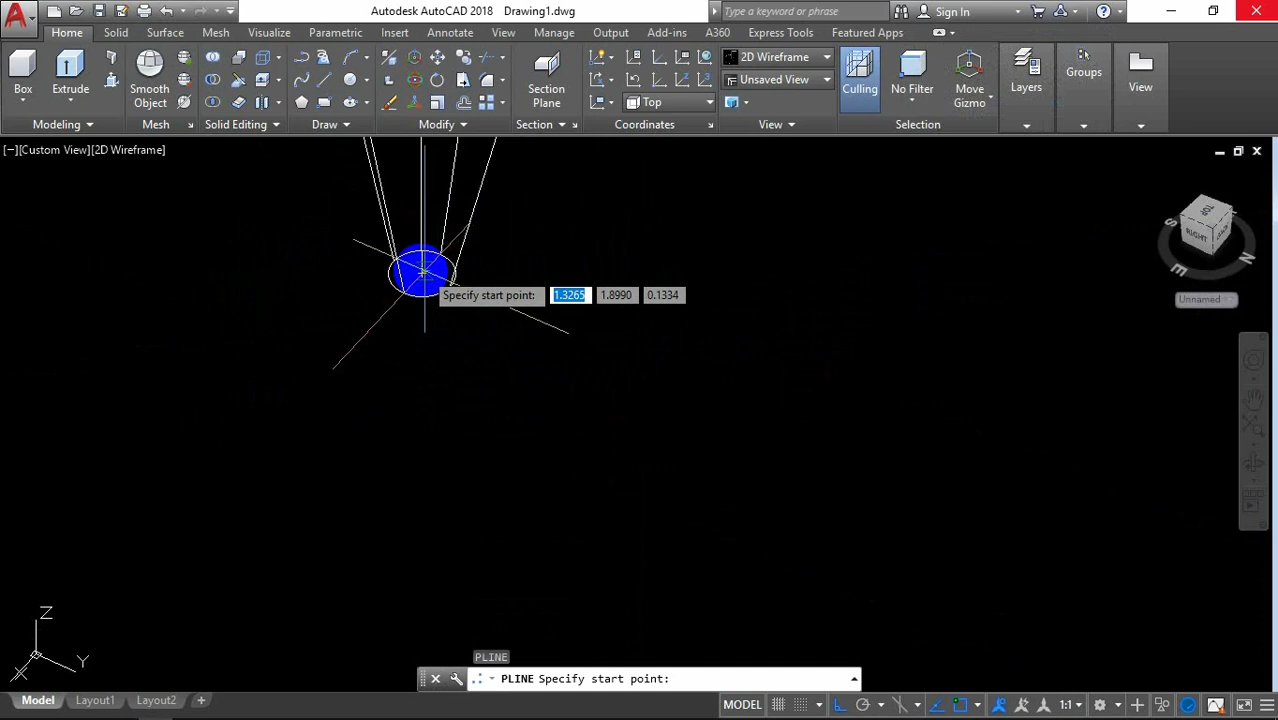 Autodesk AutoCAD 2018 Drawing1.dwg
Type a keyword or phrase
Sign In
Home Solid Surface Mesh Visualize Parametric Insert Annotate View Manage Output Add-ins A360 Express Tools Featured Apps
2D Wireframe
Unsaved View
Top
Box Extrude Smooth Object Section Plane Culling No Filter Move Gizmo Layers Groups View
Modeling Mesh Solid Editing Draw Modify Section Coordinates View Selection
[−][Custom View][2D Wireframe]
TOP
RIGHT
S
N
E
Unnamed
Specify start point: 1.3265 1.8990 0.1334
Z
Y
X
PLINE
PLINE Specify start point:
Model Layout1 Layout2 +
MODEL 1:1